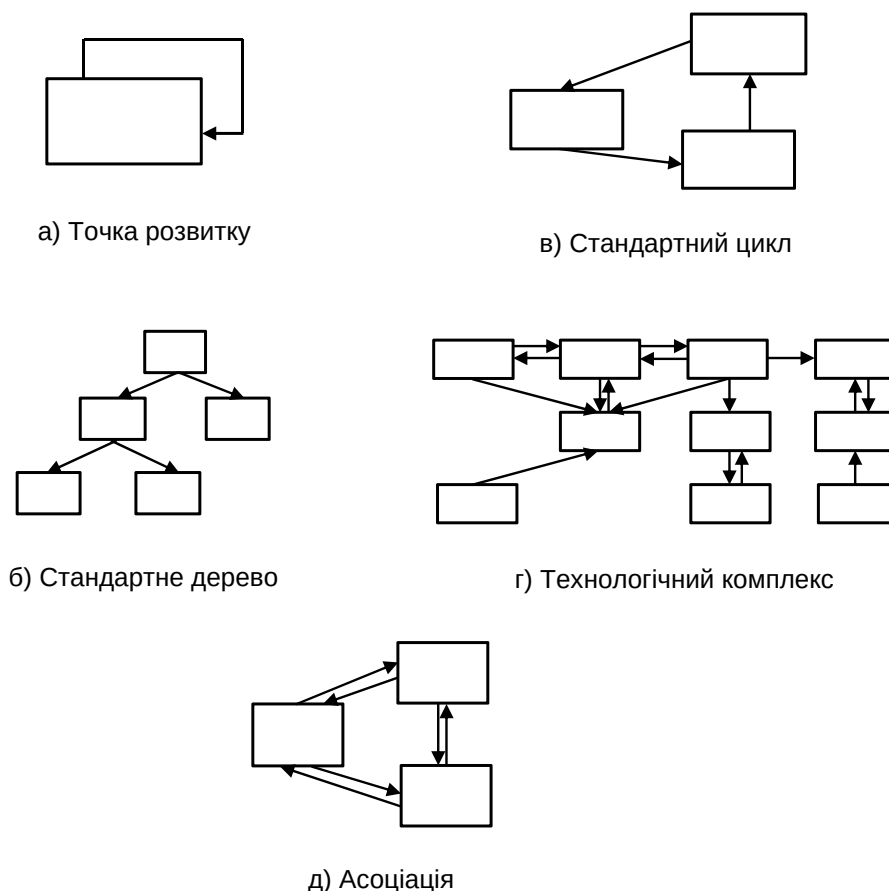 а) Точка розвитку
в) Стандартний цикл
б) Стандартне дерево
г) Технологічний комплекс
д) Асоціація